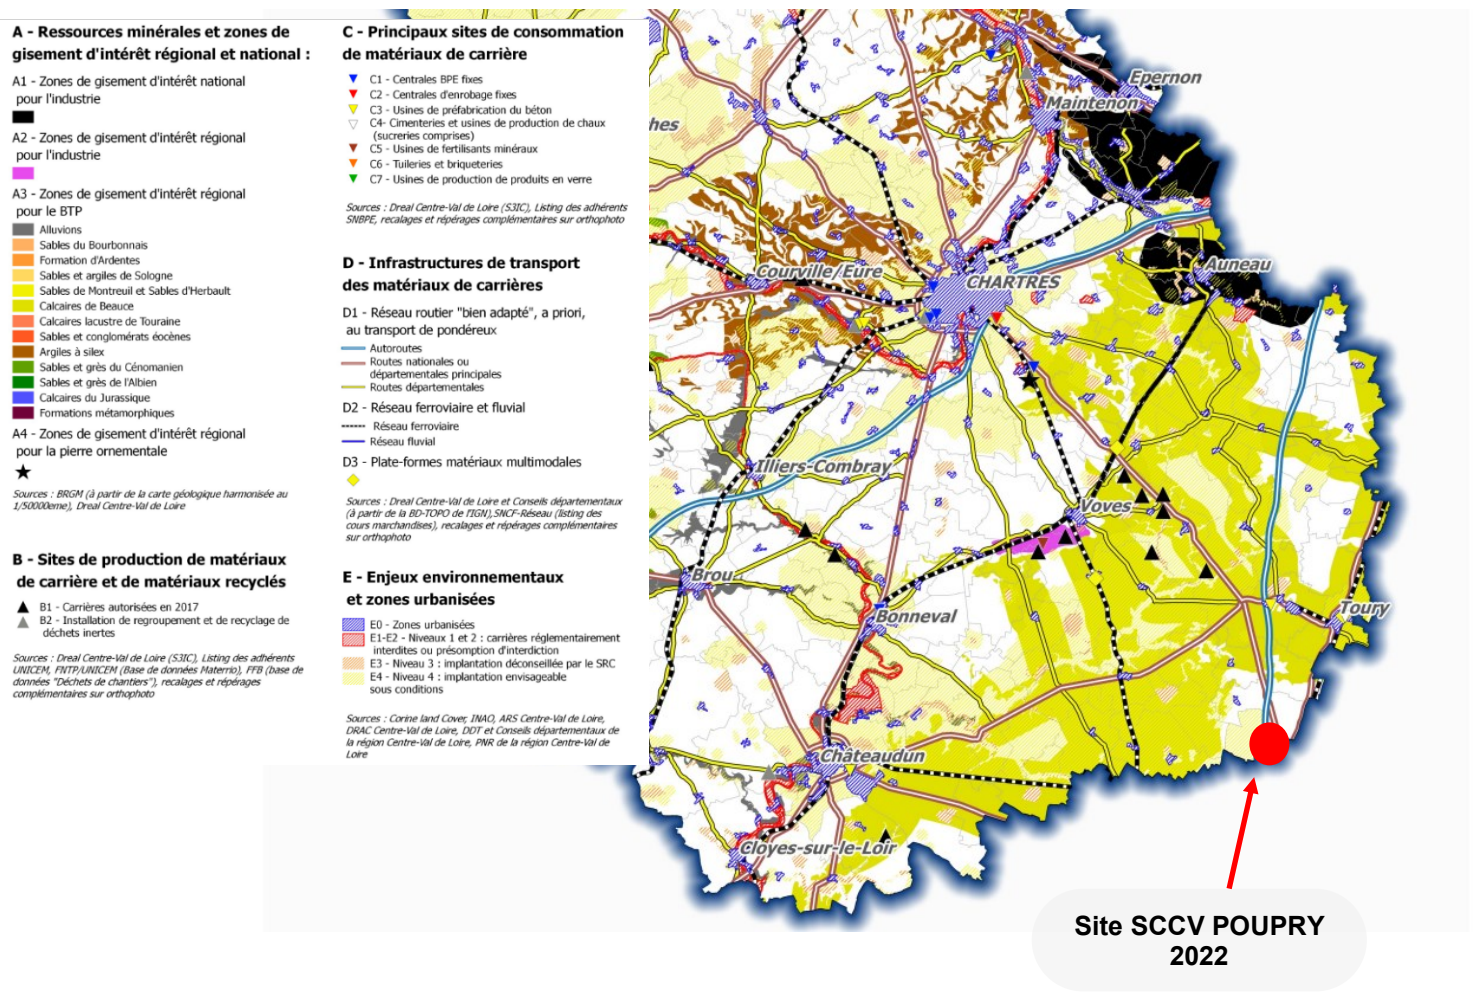 A - Ressources minérales et zones de
gisement d'intérêt régional et national :
A1 - Zones de gisement d'intérêt national
pour l'industrie
A2 - Zones de gisement d'intérêt régional
pour l'industrie
A3 - Zones de gisement d'intérêt régional
pour le BTP
Alluvions
Sables du Bourbonnais
Formation d'Ardentes
Sables et argiles de Sologne
Sables de Montreuil et Sables d'Herbault
Calcaires de Beauce
Calcaires lacustre de Touraine
Sables et conglomérats éocènes
Argiles à silex
Sables et grès du Cénomanien
Sables et grès de l'Albien
Calcaires du Jurassique
Formations métamorphiques
A4 - Zones de gisement d'intérêt régional
pour la pierre ornementale
Sources : BRGM (à partir de la carte géologique harmonisée au
1/50000eme), Dreal Centre-Val de Loire
B - Sites de production de matériaux
de carrière et de matériaux recyclés
B1 - Carrières autorisées en 2017
B2 - Installation de regroupement et de recyclage de
déchets inertes
Sources : Dreal Centre-Val de Loire (S3IC), Listing des adhérents
UNICEM, FNTP/UNICEM (Base de données Materrio), FFB (base de
données "Déchets de chantiers"), recalages et répérages
complémentaires sur orthophoto
C - Principaux sites de consommation
de matériaux de carrière
C1 - Centrales BPE fixes
C2 - Centrales d'enrobage fixes
C3 - Usines de préfabrication du béton
C4- Cimenteries et usines de production de chaux
(sucreries comprises)
C5 - Usines de fertilisants minéraux
C6 - Tuileries et briqueteries
C7 - Usines de production de produits en verre
Sources : Dreal Centre-Val de Loire (S3IC), Listing des adhérents
SNBPE, recalages et répérages complémentaires sur orthophoto
D - Infrastructures de transport
des matériaux de carrières
D1 - Réseau routier "bien adapté", a priori,
au transport de pondéreux
Autoroutes
Routes nationales ou
départementales principales
Routes départementales
D2 - Réseau ferroviaire et fluvial
Réseau ferroviaire
Réseau fluvial
D3 - Plate-formes matériaux multimodales
Sources : Dreal Centre-Val de Loire et Conseils départementaux
(à partir de la BD-TOPO de l'IGN),SNCF-Réseau (listing des
cours marchandises), recalages et répérages complémentaires
sur orthophoto
E - Enjeux environnementaux
et zones urbanisées
E0 - Zones urbanisées
E1-E2 - Niveaux 1 et 2 : carrières réglementairement
interdites ou présomption d'interdiction
E3 - Niveau 3 : implantation déconseillée par le SRC
E4 - Niveau 4 : implantation envisageable
sous conditions
Sources : Corine land Cover, INAO, ARS Centre-Val de Loire,
DRAC Centre-Val de Loire, DDT et Conseils départementaux de
la région Centre-Val de Loire, PNR de la région Centre-Val de
Loire
Epernon
Maintenon
hes
Auneau
Courville/Eure
CHARTRES
Illiers-Combray
Voves
Brou
Bonneval
Toury
Châteaudun
Cloyes-sur-le-Loir
Site SCCV POUPRY
2022